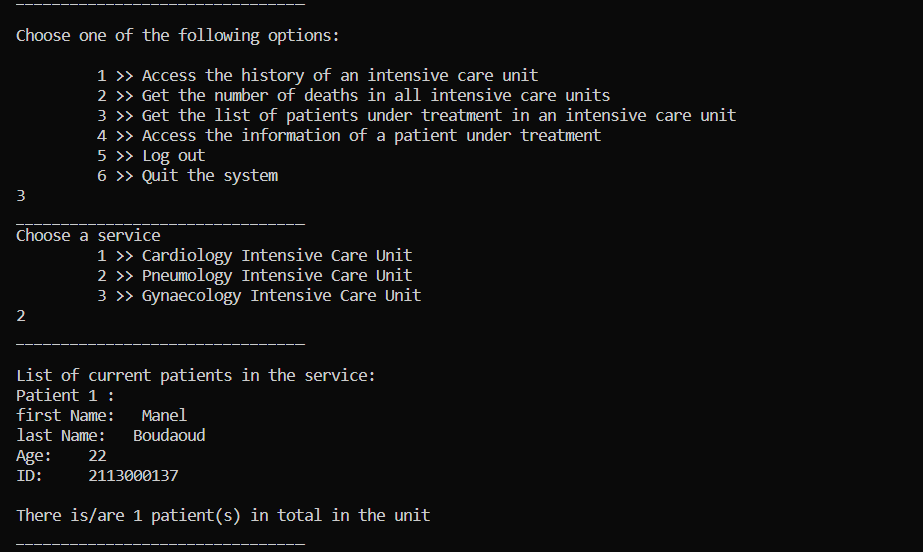 ________________________________
Choose one of the following options:
1 >> Access the history of an intensive care unit
2 >> Get the number of deaths in all intensive care units
3 >> Get the list of patients under treatment in an intensive care unit
4 >> Access the information of a patient under treatment
5 >> Log out
6 >> Quit the system
3
________________________________
Choose a service
1 >> Cardiology Intensive Care Unit
2 >> Pneumology Intensive Care Unit
3 >> Gynaecology Intensive Care Unit
2
________________________________
List of current patients in the service:
Patient 1 :
first Name:   Manel
last Name:   Boudaoud
Age:    22
ID:     2113000137
There is/are 1 patient(s) in total in the unit
________________________________